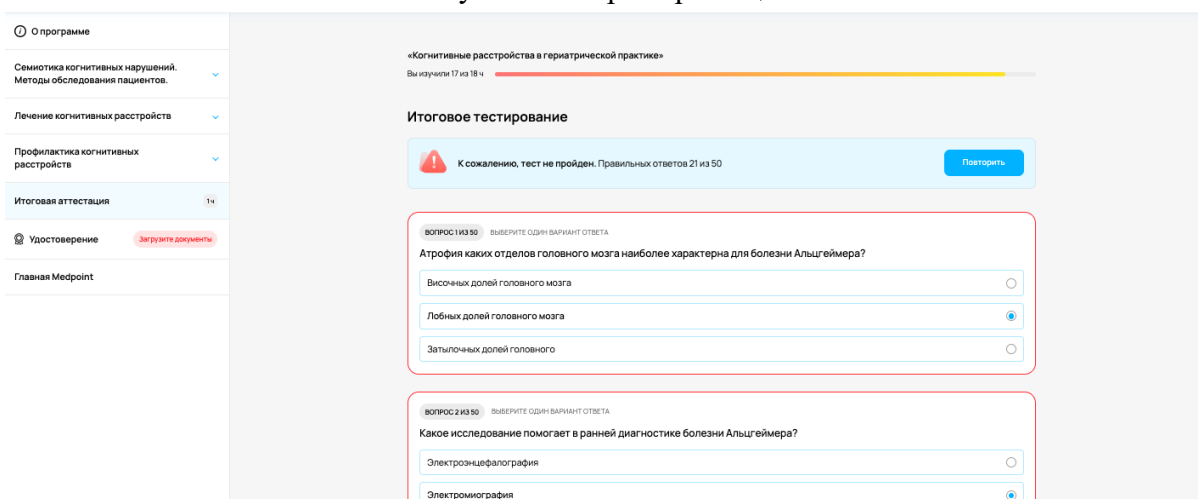 О программе
Семиотика когнитивных нарушений.
Методы обследования пациентов.
Лечение когнитивных расстройств
Профилактика когнитивных
расстройств
Итоговая аттестация 1ч
Удостоверение Загрузите документы
Главная Medpoint
«Когнитивные расстройства в гериатрической практике»
Вы изучили 17 из 18 ч
Итоговое тестирование
К сожалению, тест не пройден. Правильных ответов 21 из 50 Повторить
ВОПРОС 1 ИЗ 50 ВЫБЕРИТЕ ОДИН ВАРИАНТ ОТВЕТА
Атрофия каких отделов головного мозга наиболее характерна для болезни Альцгеймера?
Височных долей головного мозга
Лобных долей головного мозга
Затылочных долей головного
ВОПРОС 2 ИЗ 50 ВЫБЕРИТЕ ОДИН ВАРИАНТ ОТВЕТА
Какое исследование помогает в ранней диагностике болезни Альцгеймера?
Электроэнцефалография
Электромиография